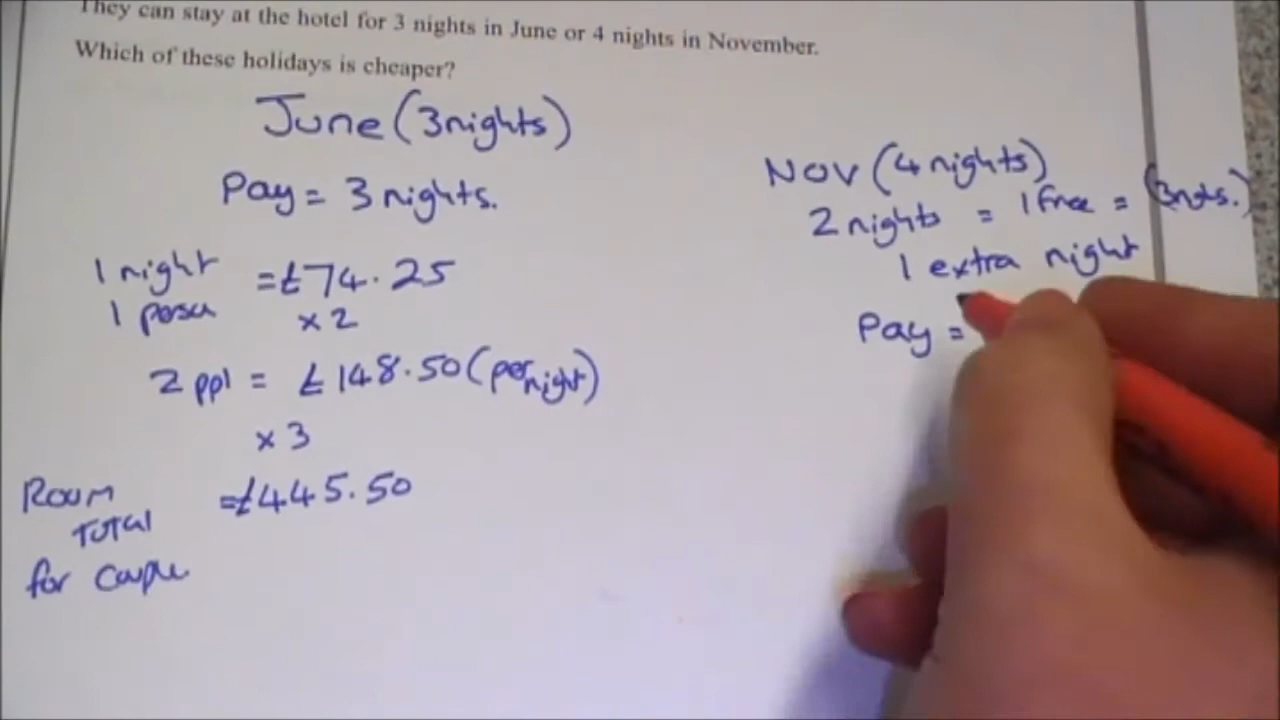 They can stay at the hotel for 3 nights in June or 4 nights in November.
Which of these holidays is cheaper?
June (3 nights)
Pay = 3 nights.
1 night = £74.25
1 person × 2
2 ppl = £148.50 (per night)
× 3
Room = £445.50
Total
for couple
Nov (4 nights)
2 nights = 1 free = (3nts.)
1 extra night
Pay =